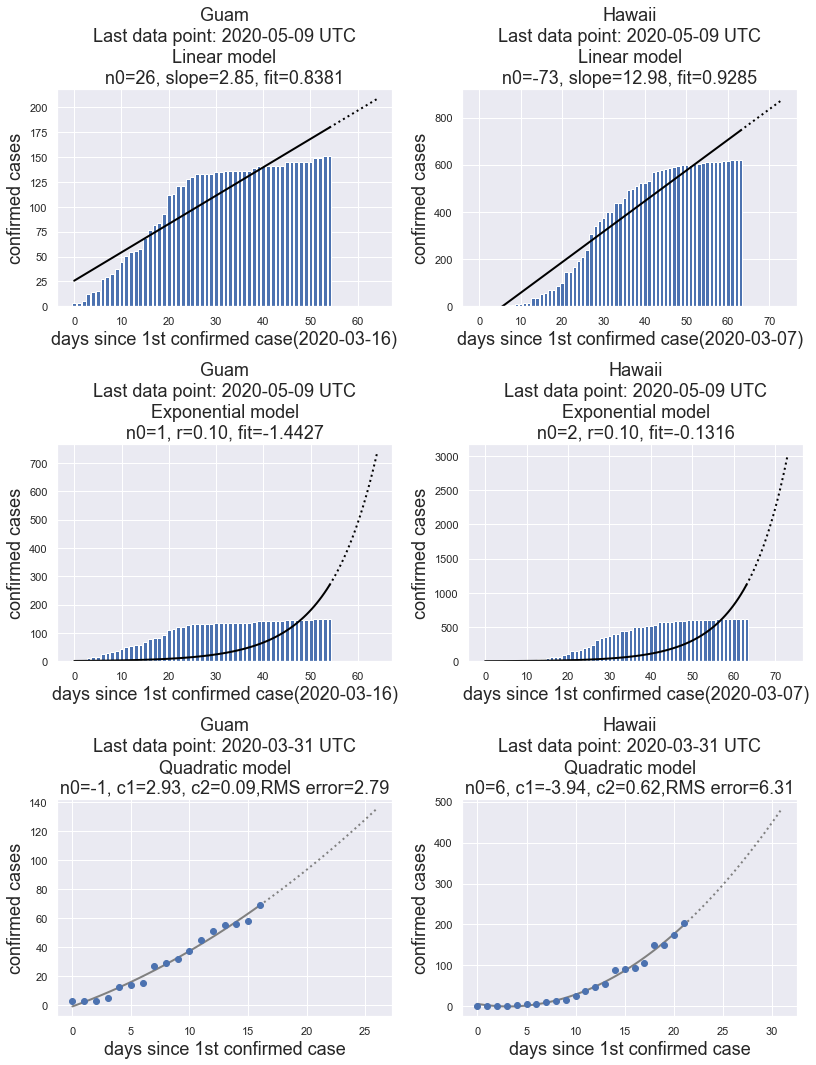 Guam
Last data point: 2020-05-09 UTC
Linear model
n0=26, slope=2.85, fit=0.8381
200
175
150
125
100
75
50
25
0
confirmed cases
0 10 20 30 40 50 60
days since 1st confirmed case(2020-03-16)
Hawaii
Last data point: 2020-05-09 UTC
Linear model
n0=-73, slope=12.98, fit=0.9285
800
600
400
200
0
confirmed cases
0 10 20 30 40 50 60 70
days since 1st confirmed case(2020-03-07)
Guam
Last data point: 2020-05-09 UTC
Exponential model
n0=1, r=0.10, fit=-1.4427
700
600
500
400
300
200
100
0
confirmed cases
0 10 20 30 40 50 60
days since 1st confirmed case(2020-03-16)
Hawaii
Last data point: 2020-05-09 UTC
Exponential model
n0=2, r=0.10, fit=-0.1316
3000
2500
2000
1500
1000
500
0
confirmed cases
0 10 20 30 40 50 60 70
days since 1st confirmed case(2020-03-07)
Guam
Last data point: 2020-03-31 UTC
Quadratic model
n0=-1, c1=2.93, c2=0.09,RMS error=2.79
140
120
100
80
60
40
20
0
confirmed cases
0 5 10 15 20 25
days since 1st confirmed case
Hawaii
Last data point: 2020-03-31 UTC
Quadratic model
n0=6, c1=-3.94, c2=0.62,RMS error=6.31
500
400
300
200
100
0
confirmed cases
0 5 10 15 20 25 30
days since 1st confirmed case